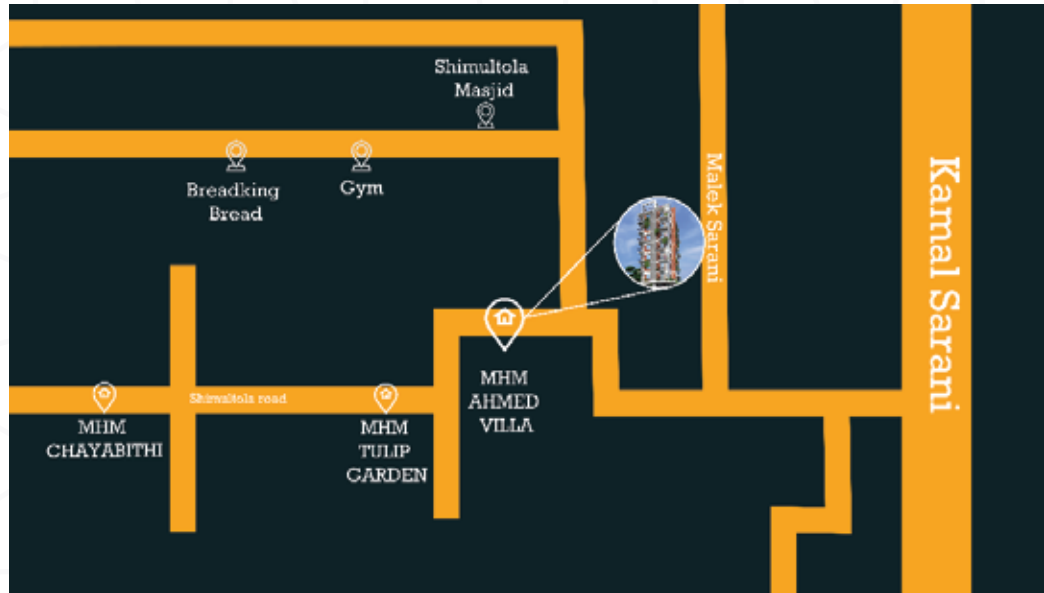 Shimultola
Masjid
Breadking
Bread
Gym
Malek Sarani
Kamal Sarani
MHM
AHMED
VILLA
Shimultola road
MHM
CHAYABITHI
MHM
TULIP
GARDEN